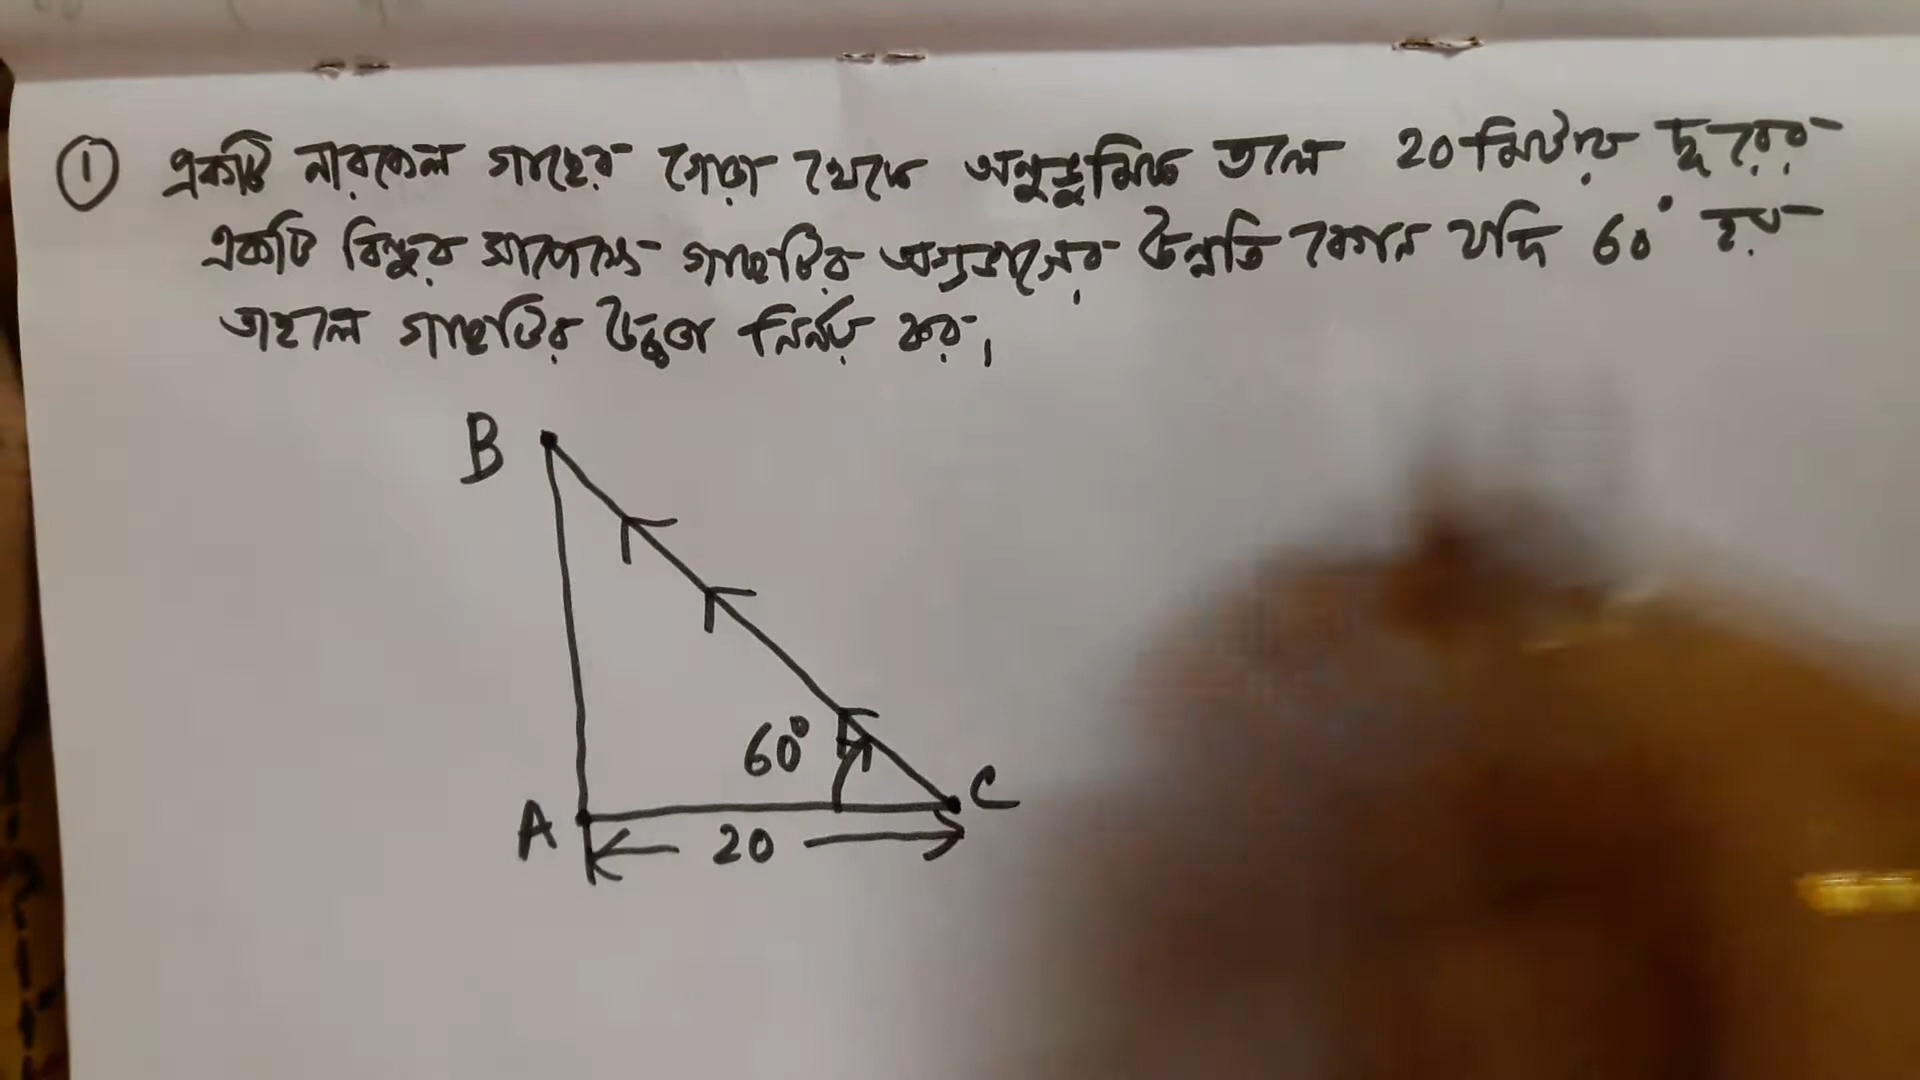 ① একটি নারকেল গাছের গোড়া থেকে অনুভূমিক তলে 20 মিটার দূরের
একটি বিন্দুর সাপেক্ষে গাছটির অগ্রভাগের উন্নতি কোন যদি 60° হয়
তাহলে গাছটির উচ্চতা নির্নয় কর।
B
60°
C
A
20